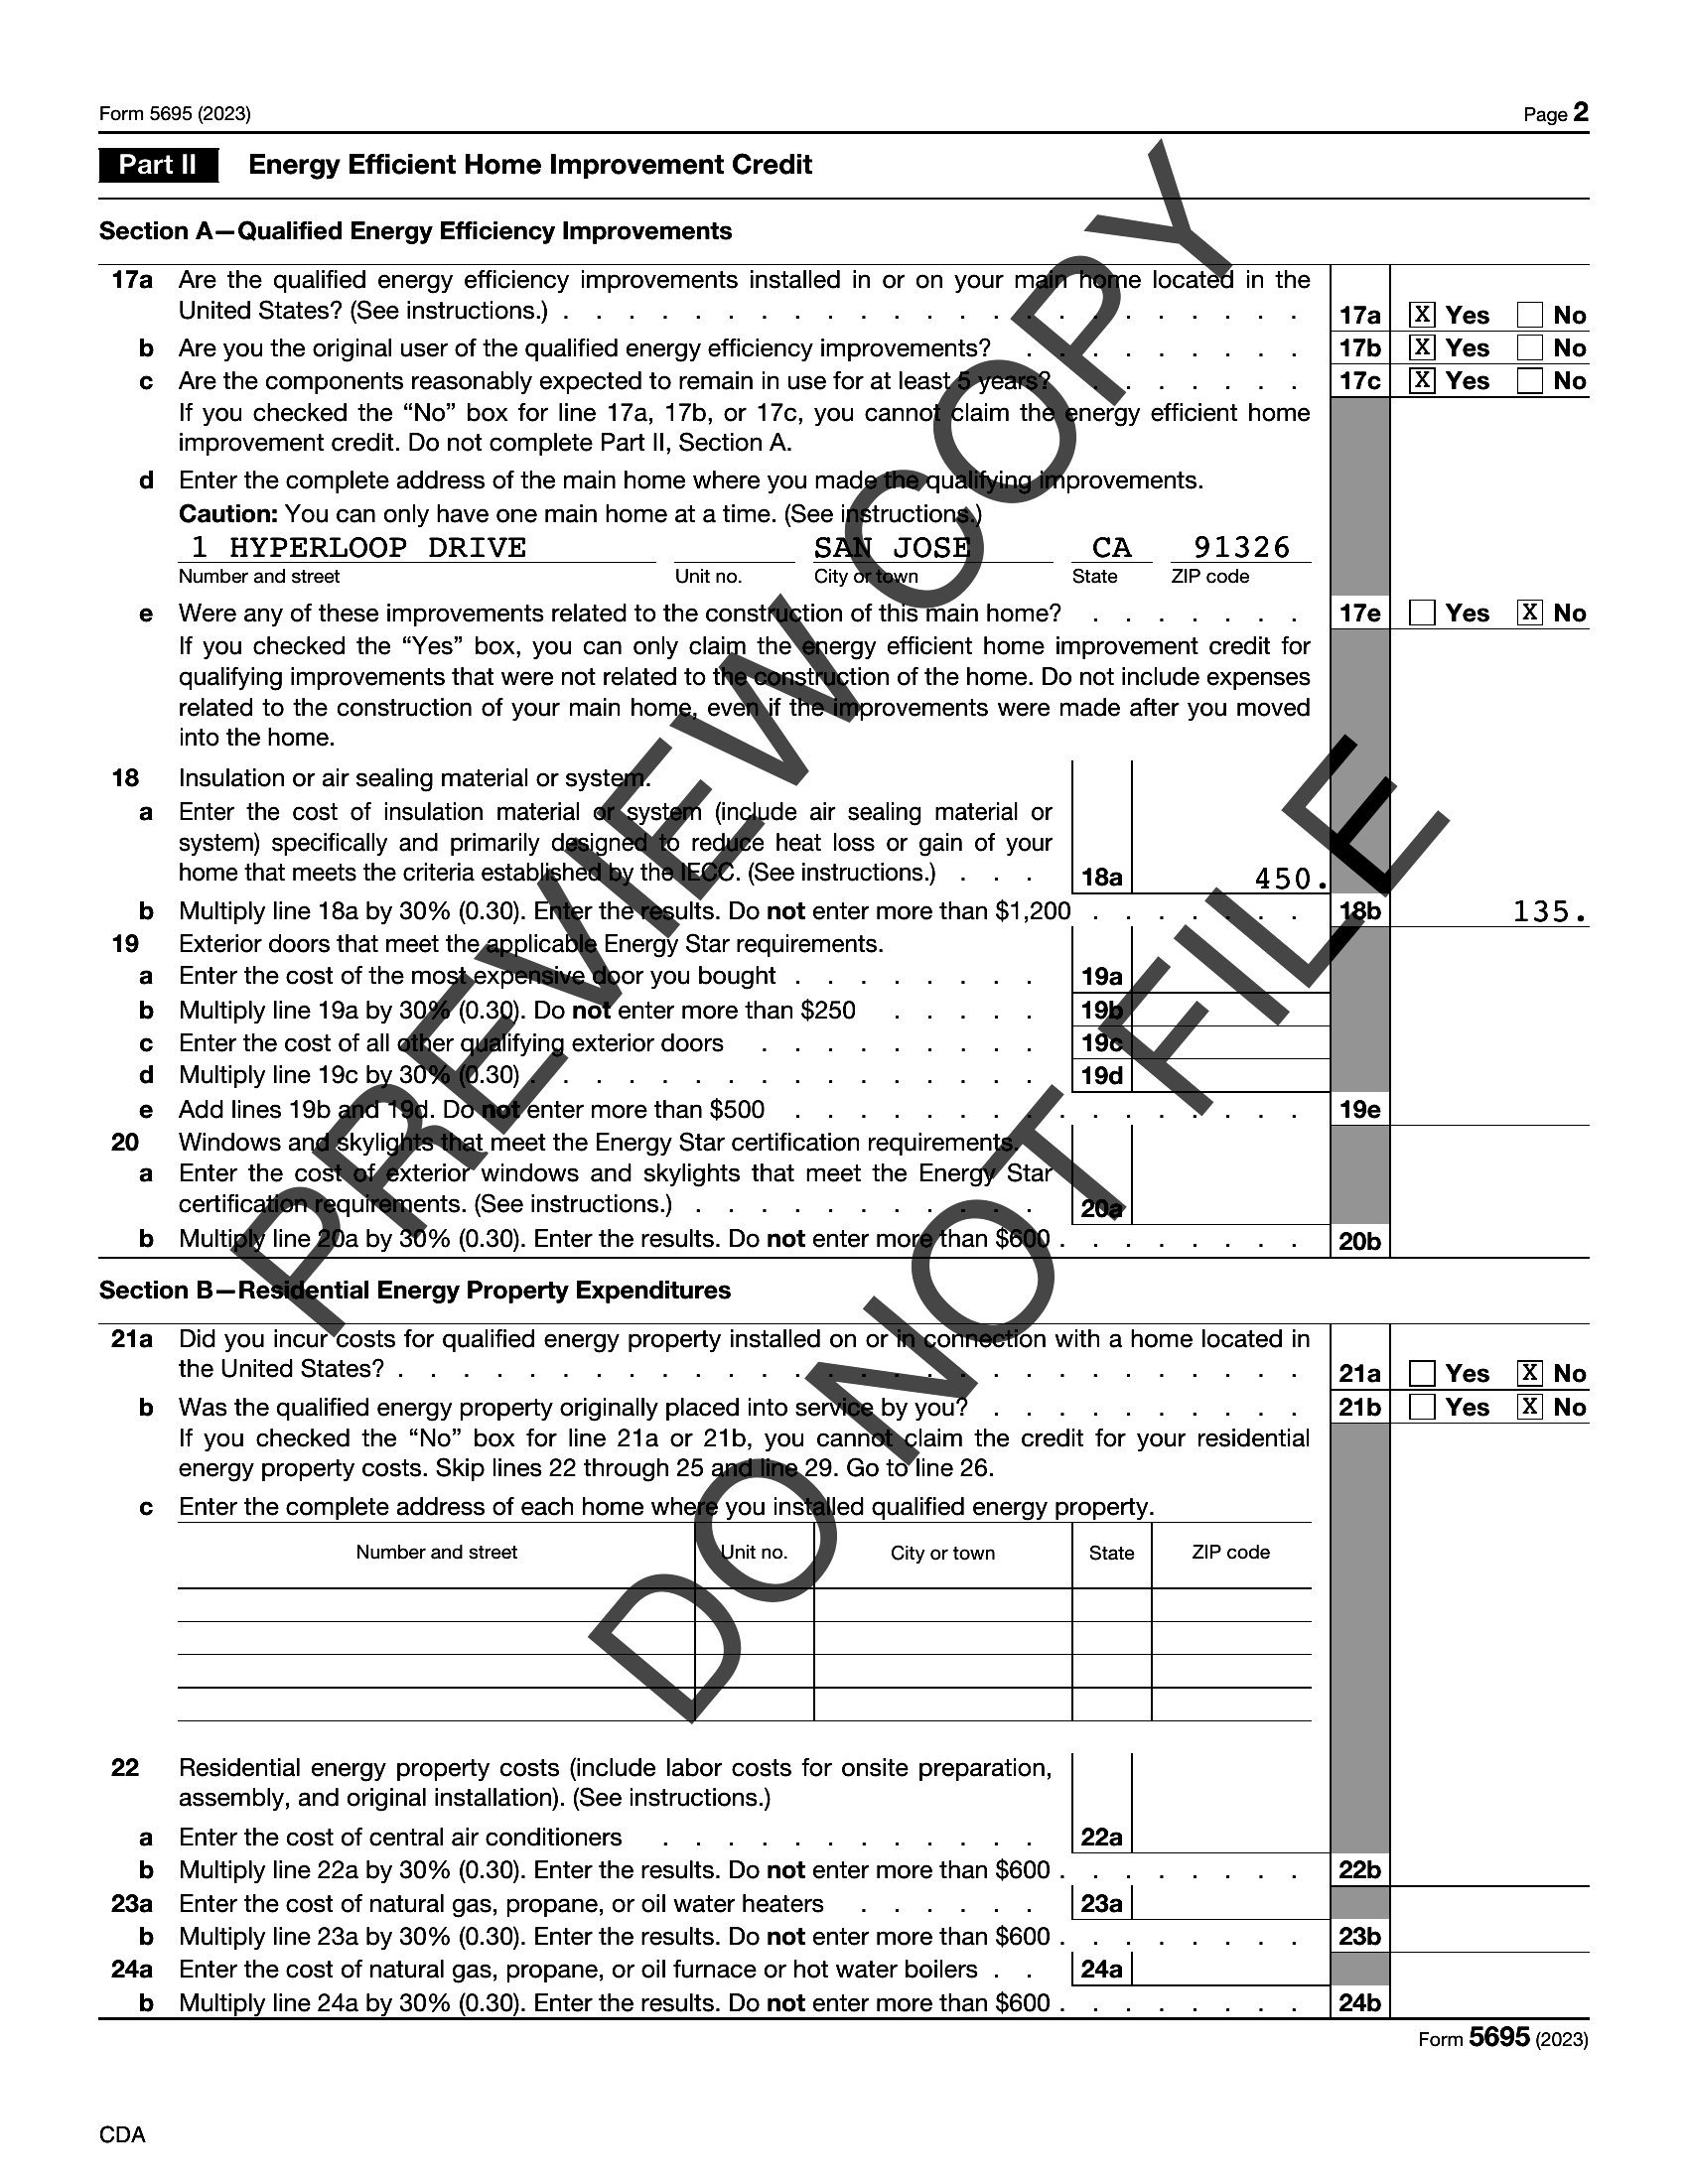 Form 5695 (2023) Page 2
Part II Energy Efficient Home Improvement Credit
Section A—Qualified Energy Efficiency Improvements
17a Are the qualified energy efficiency improvements installed in or on your main home located in the
United States? (See instructions.) . . . . . . . . . . . . . . . . . . . . . . . 17a X Yes No
b Are you the original user of the qualified energy efficiency improvements? . . . . . . . . . 17b X Yes No
c Are the components reasonably expected to remain in use for at least 5 years? . . . . . . . 17c X Yes No
If you checked the “No” box for line 17a, 17b, or 17c, you cannot claim the energy efficient home
improvement credit. Do not complete Part II, Section A.
d Enter the complete address of the main home where you made the qualifying improvements.
Caution: You can only have one main home at a time. (See instructions.)
1 HYPERLOOP DRIVE SAN JOSE CA 91326
Number and street Unit no. City or town State ZIP code
e Were any of these improvements related to the construction of this main home? . . . . . . . 17e Yes X No
If you checked the “Yes” box, you can only claim the energy efficient home improvement credit for
qualifying improvements that were not related to the construction of the home. Do not include expenses
related to the construction of your main home, even if the improvements were made after you moved
into the home.
18 Insulation or air sealing material or system.
a Enter the cost of insulation material or system (include air sealing material or
system) specifically and primarily designed to reduce heat loss or gain of your
home that meets the criteria established by the IECC. (See instructions.) . . . 18a 450.
b Multiply line 18a by 30% (0.30). Enter the results. Do not enter more than $1,200 . . . . . . . 18b 135.
19 Exterior doors that meet the applicable Energy Star requirements.
a Enter the cost of the most expensive door you bought . . . . . . . . 19a
b Multiply line 19a by 30% (0.30). Do not enter more than $250 . . . . . 19b
c Enter the cost of all other qualifying exterior doors . . . . . . . . . 19c
d Multiply line 19c by 30% (0.30) . . . . . . . . . . . . . . . . 19d
e Add lines 19b and 19d. Do not enter more than $500 . . . . . . . . . . . . . . . . 19e
20 Windows and skylights that meet the Energy Star certification requirements.
a Enter the cost of exterior windows and skylights that meet the Energy Star
certification requirements. (See instructions.) . . . . . . . . . . . 20a
b Multiply line 20a by 30% (0.30). Enter the results. Do not enter more than $600 . . . . . . . . 20b
Section B—Residential Energy Property Expenditures
21a Did you incur costs for qualified energy property installed on or in connection with a home located in
the United States? . . . . . . . . . . . . . . . . . . . . . . . . . . . . 21a Yes X No
b Was the qualified energy property originally placed into service by you? . . . . . . . . . . 21b Yes X No
If you checked the “No” box for line 21a or 21b, you cannot claim the credit for your residential
energy property costs. Skip lines 22 through 25 and line 29. Go to line 26.
c Enter the complete address of each home where you installed qualified energy property.
Number and street Unit no. City or town State ZIP code
22 Residential energy property costs (include labor costs for onsite preparation,
assembly, and original installation). (See instructions.)
a Enter the cost of central air conditioners . . . . . . . . . . . . 22a
b Multiply line 22a by 30% (0.30). Enter the results. Do not enter more than $600 . . . . . . . . 22b
23a Enter the cost of natural gas, propane, or oil water heaters . . . . . . 23a
b Multiply line 23a by 30% (0.30). Enter the results. Do not enter more than $600 . . . . . . . . 23b
24a Enter the cost of natural gas, propane, or oil furnace or hot water boilers . . 24a
b Multiply line 24a by 30% (0.30). Enter the results. Do not enter more than $600 . . . . . . . . 24b
Form 5695 (2023)
CDA
PREVIEW COPY
DO NOT FILE